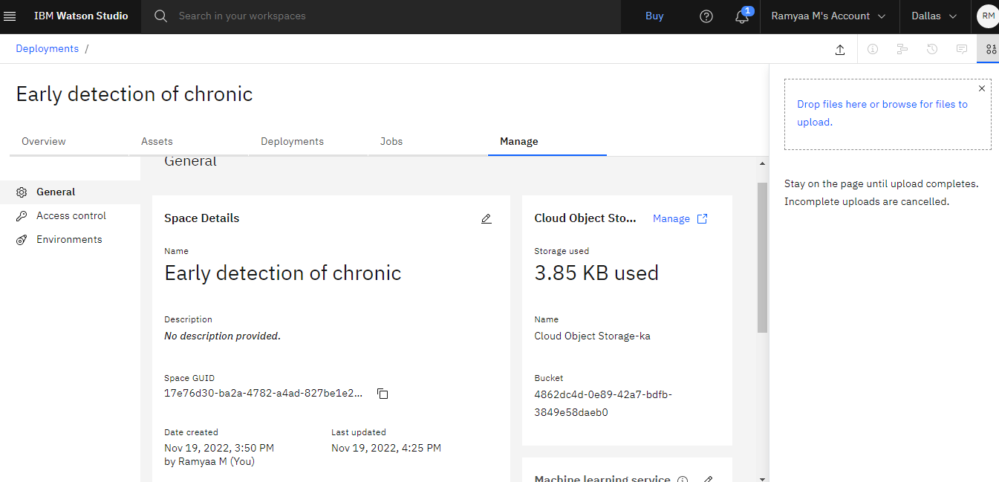 IBM Watson Studio
Search in your workspaces
Buy
1
Ramyaa M's Account
Dallas
RM
Deployments /
Early detection of chronic
Overview
Assets
Deployments
Jobs
Manage
General
Access control
Environments
General
Space Details
Name
Early detection of chronic
Description
No description provided.
Space GUID
17e76d30-ba2a-4782-a4ad-827be1e2...
Date created
Nov 19, 2022, 3:50 PM
by Ramyaa M (You)
Last updated
Nov 19, 2022, 4:25 PM
Cloud Object Sto...
Manage
Storage used
3.85 KB used
Name
Cloud Object Storage-ka
Bucket
4862dc4d-0e89-42a7-bdfb-
3849e58daeb0
Machine learning service
Drop files here or browse for files to
upload.
Stay on the page until upload completes.
Incomplete uploads are cancelled.